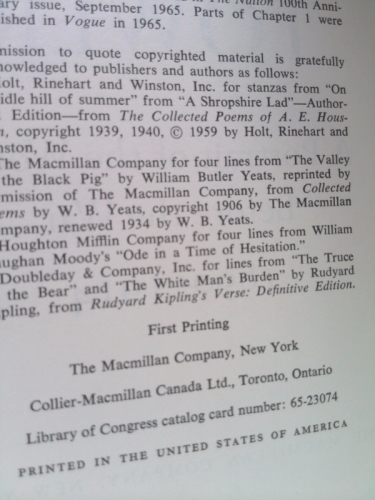 ary issue, September 1965. Parts of Chapter 1 were
ished in Vogue in 1965.
mission to quote copyrighted material is gratefully
nowledged to publishers and authors as follows:
olt, Rinehart and Winston, Inc. for stanzas from "On
idle hill of summer" from "A Shropshire Lad"—Author-
Edition—from The Collected Poems of A. E. Hous-
n, copyright 1939, 1940, © 1959 by Holt, Rinehart and
nston, Inc.
The Macmillan Company for four lines from "The Valley
the Black Pig" by William Butler Yeats, reprinted by
mission of The Macmillan Company, from Collected
ems by W. B. Yeats, copyright 1906 by The Macmillan
mpany, renewed 1934 by W. B. Yeats.
Houghton Mifflin Company for four lines from William
aughan Moody's "Ode in a Time of Hesitation."
Doubleday & Company, Inc. for lines from "The Truce
the Bear" and "The White Man's Burden" by Rudyard
pling, from Rudyard Kipling's Verse: Definitive Edition.
First Printing
The Macmillan Company, New York
Collier-Macmillan Canada Ltd., Toronto, Ontario
Library of Congress catalog card number: 65-23074
PRINTED IN THE UNITED STATES OF AMERICA